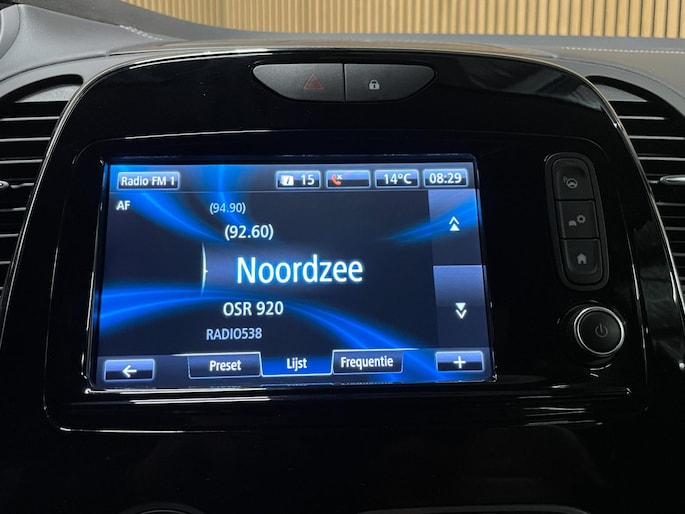 Radio FM 1
15
14°C
08:29
AF
(94.90)
(92.60)
Noordzee
OSR 920
RADIO538
Preset
Lijst
Frequentie
+